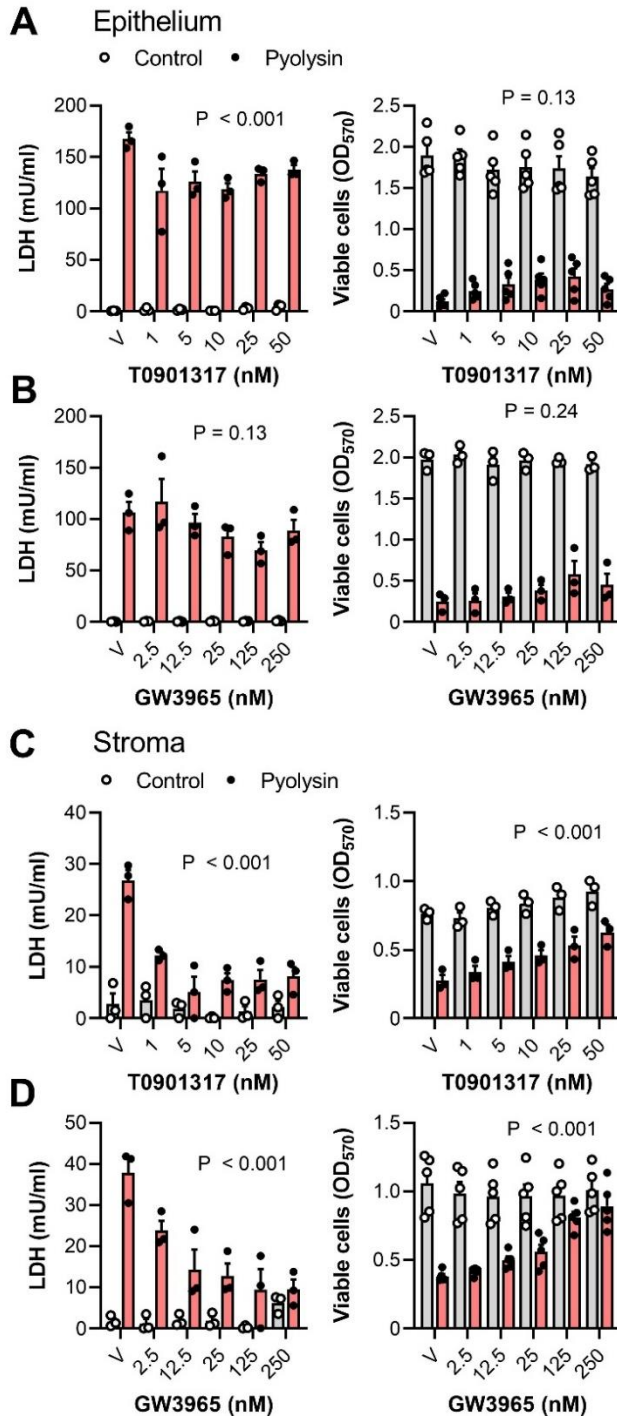 A Epithelium
Control Pyolysin
P < 0.001
LDH (mU/ml)
200
150
100
50
0
V 1 5 10 25 50
T0901317 (nM)
P = 0.13
Viable cells (OD570)
2.5
2.0
1.5
1.0
0.5
0
V 1 5 10 25 50
T0901317 (nM)
B
P = 0.13
LDH (mU/ml)
200
150
100
50
0
V 2.5 12.5 25 125 250
GW3965 (nM)
P = 0.24
Viable cells (OD570)
2.5
2.0
1.5
1.0
0.5
0
V 2.5 12.5 25 125 250
GW3965 (nM)
C Stroma
Control Pyolysin
P < 0.001
LDH (mU/ml)
40
30
20
10
0
V 1 5 10 25 50
T0901317 (nM)
P < 0.001
Viable cells (OD570)
1.5
1.0
0.5
0
V 1 5 10 25 50
T0901317 (nM)
D
P < 0.001
LDH (mU/ml)
50
40
30
20
10
0
V 2.5 12.5 25 125 250
GW3965 (nM)
P < 0.001
Viable cells (OD570)
1.5
1.0
0.5
0
V 2.5 12.5 25 125 250
GW3965 (nM)